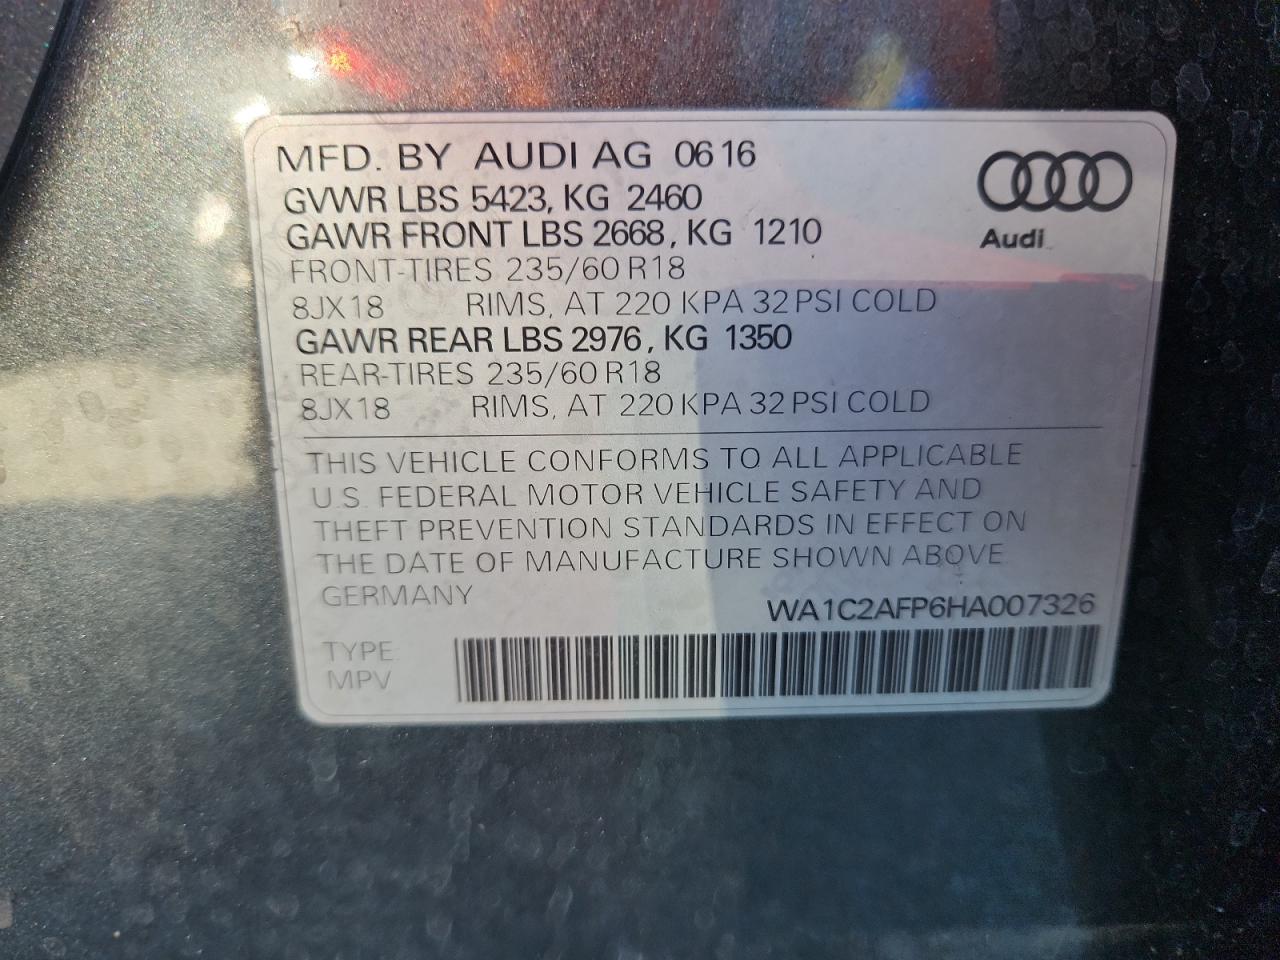 MFD. BY AUDI AG 0616
GVWR LBS 5423, KG 2460
GAWR FRONT LBS 2668, KG 1210
Audi
FRONT-TIRES 235/60 R18
8JX18 RIMS, AT 220 KPA 32 PSI COLD
GAWR REAR LBS 2976, KG 1350
REAR-TIRES 235/60 R18
8JX18 RIMS, AT 220 KPA 32 PSI COLD
THIS VEHICLE CONFORMS TO ALL APPLICABLE
U.S. FEDERAL MOTOR VEHICLE SAFETY AND
THEFT PREVENTION STANDARDS IN EFFECT ON
THE DATE OF MANUFACTURE SHOWN ABOVE
GERMANY
WA1C2AFP6HA007326
TYPE
MPV